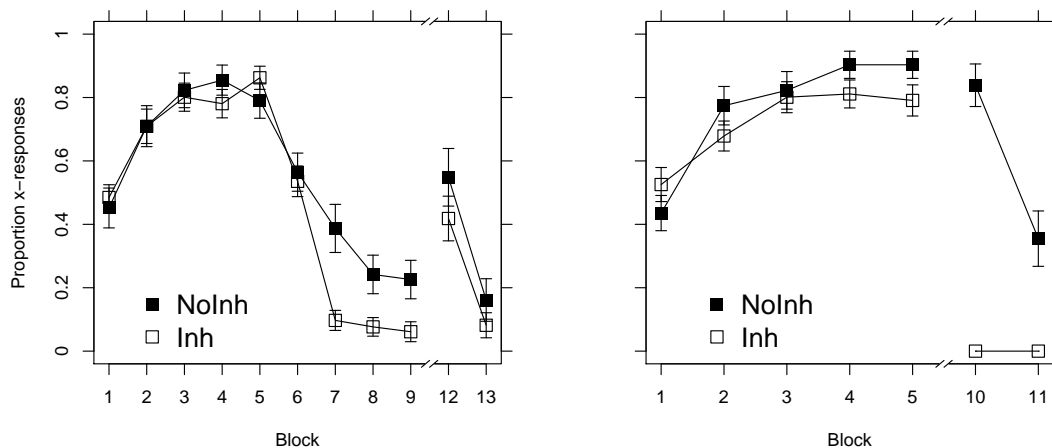 1
0.8
0.6
0.4
0.2
0
Proportion x−responses
NoInh
Inh
1 2 3 4 5 6 7 8 9 12 13
Block
NoInh
Inh
1 2 3 4 5 10 11
Block